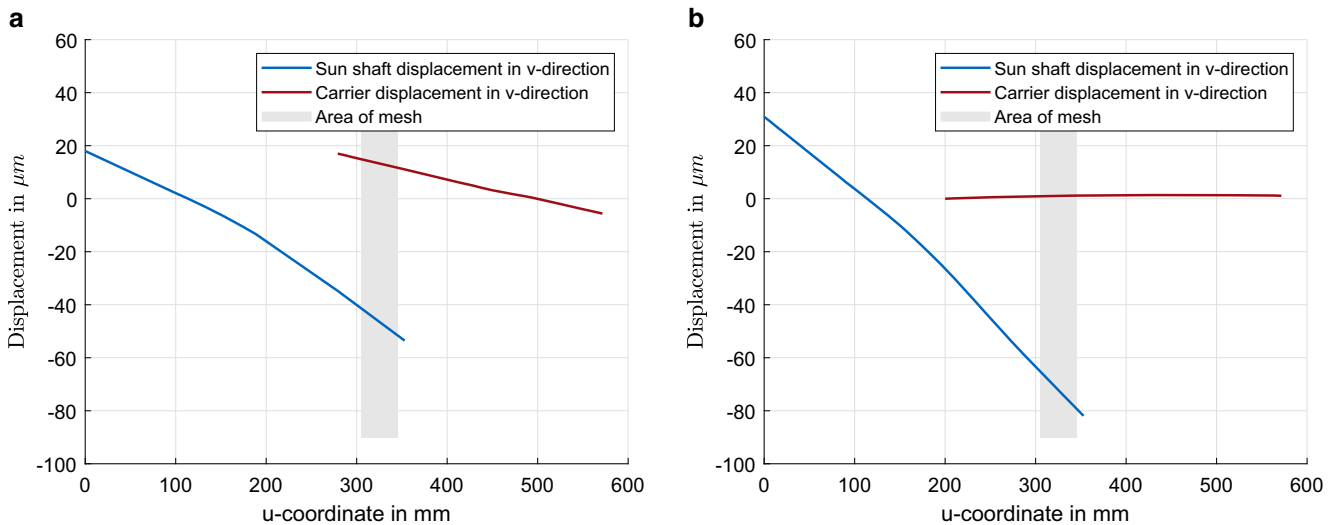 a
60
40
20
0
-20
-40
-60
-80
-100
Displacement in μm
Sun shaft displacement in v-direction
Carrier displacement in v-direction
Area of mesh
0 100 200 300 400 500 600
u-coordinate in mm
b
60
40
20
0
-20
-40
-60
-80
-100
Displacement in μm
Sun shaft displacement in v-direction
Carrier displacement in v-direction
Area of mesh
0 100 200 300 400 500 600
u-coordinate in mm